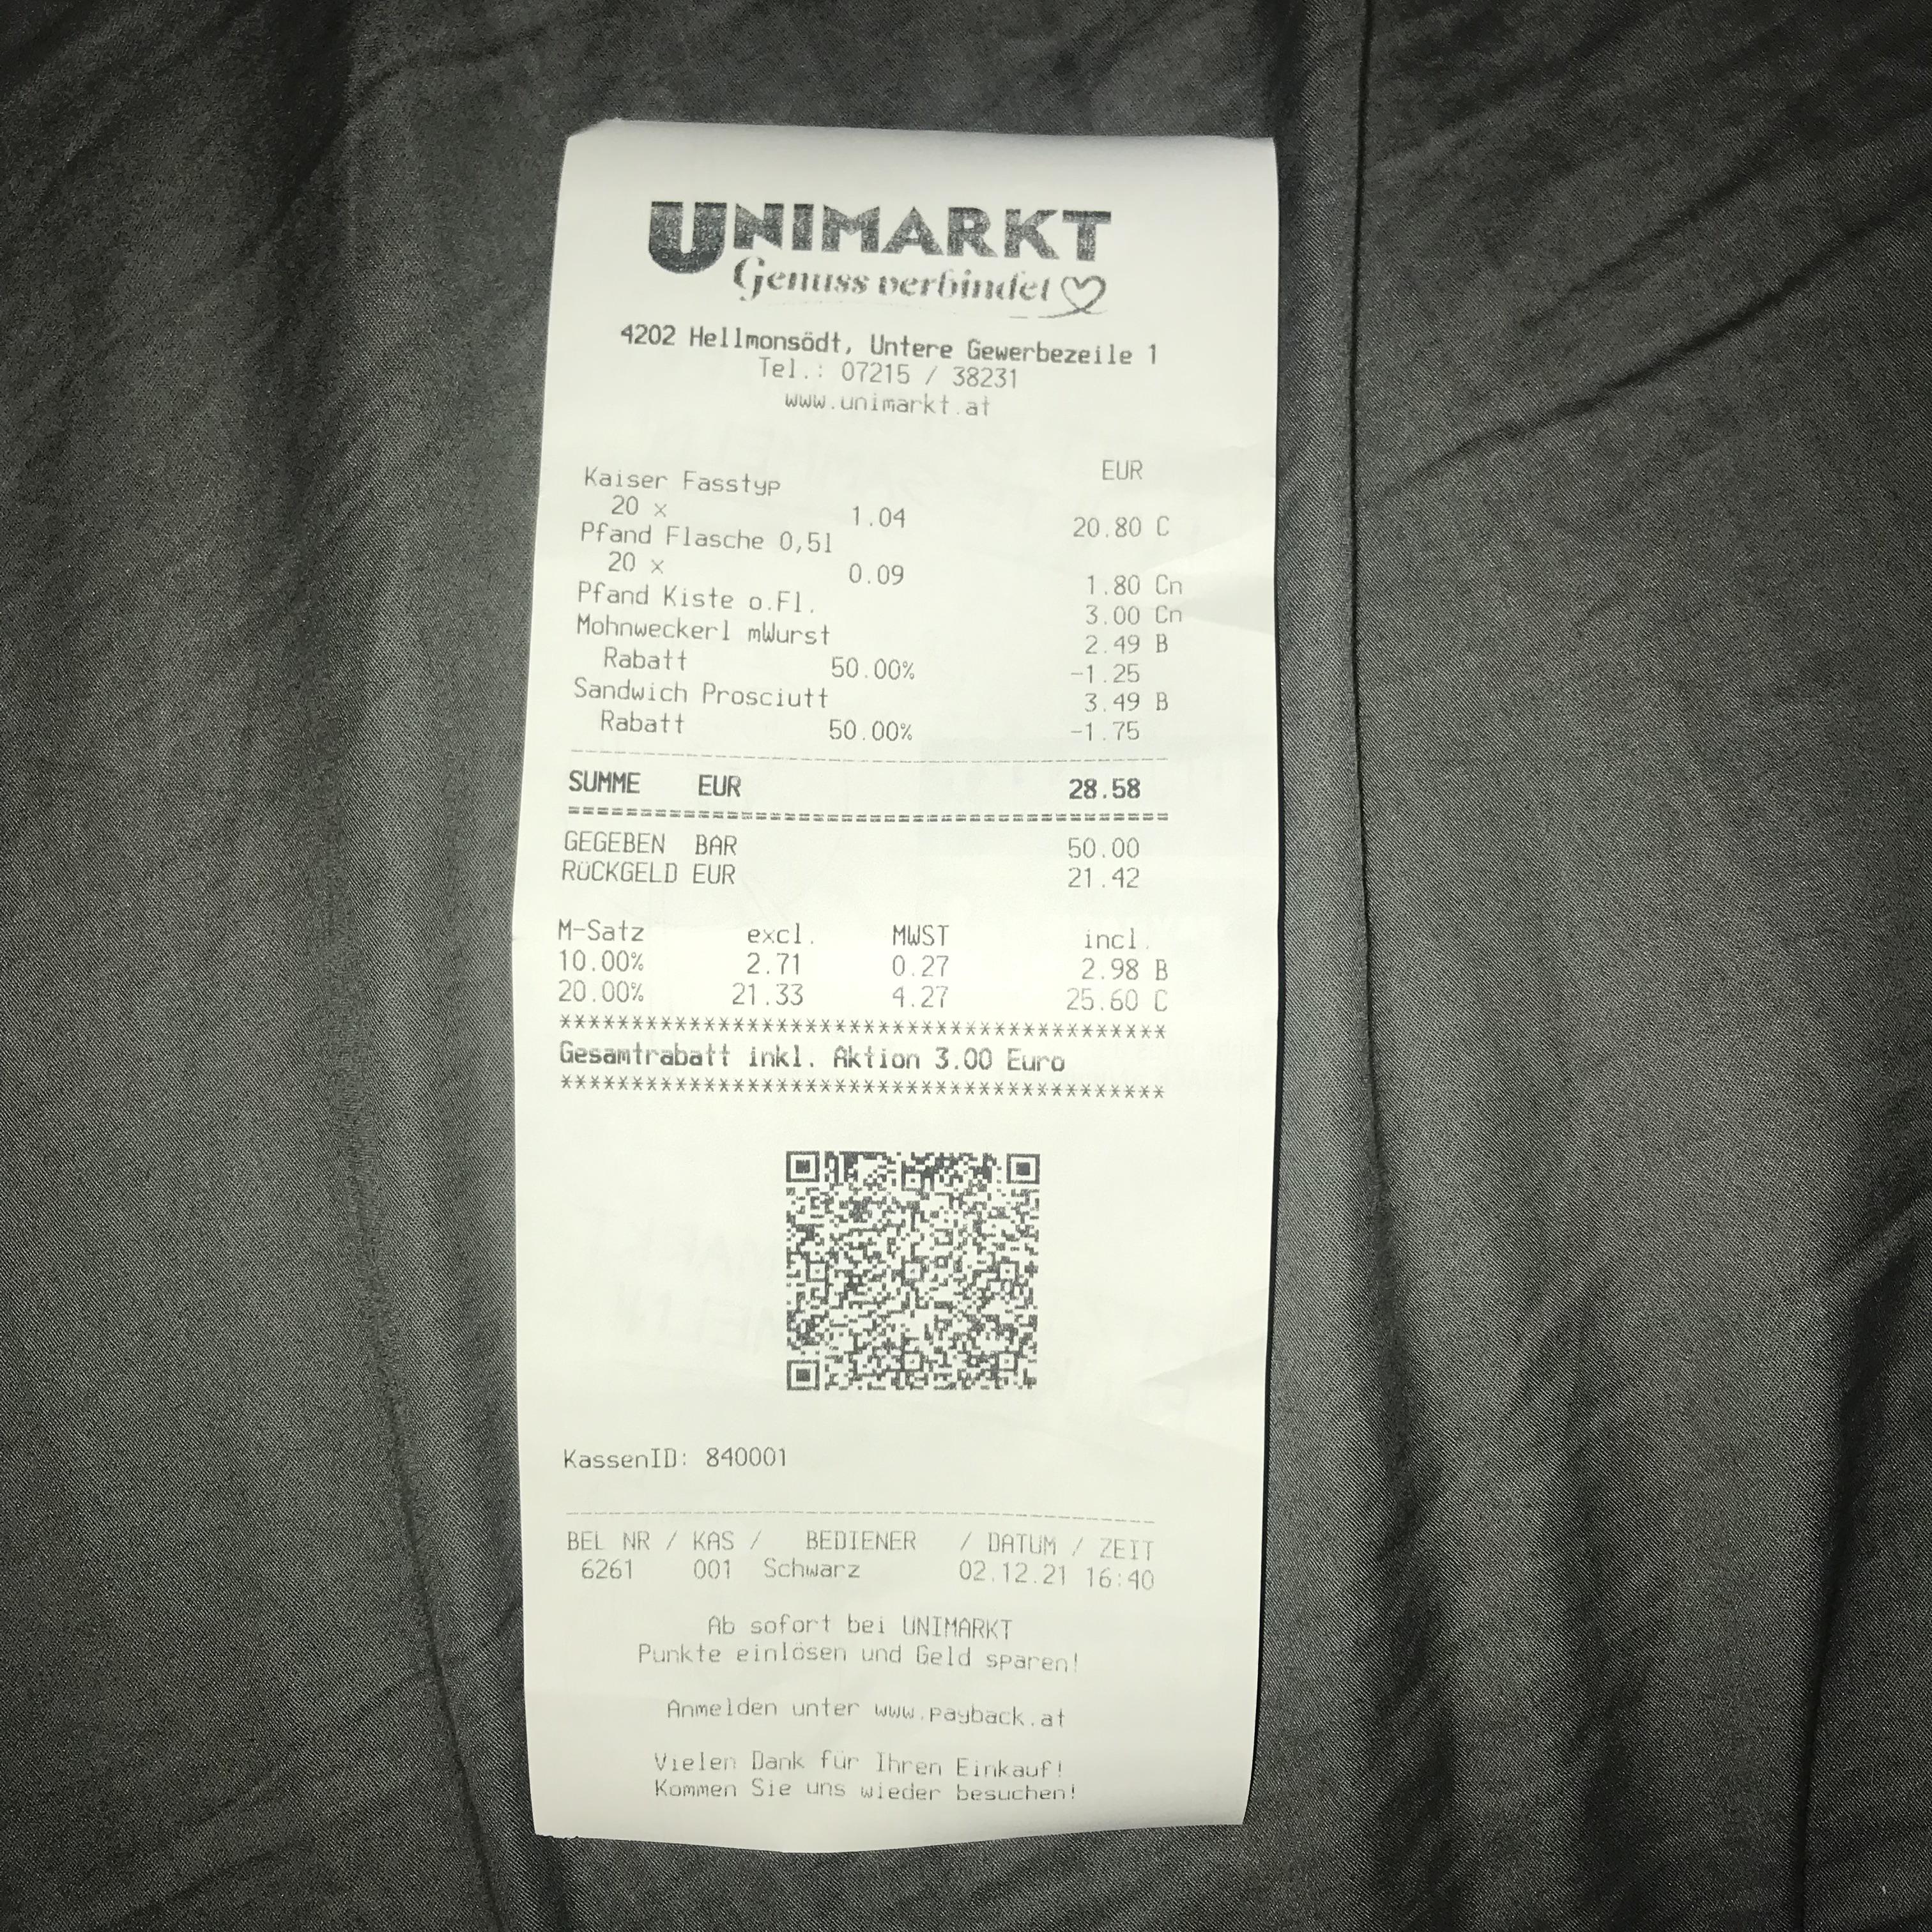 UNIMARKT
Genuss verbindet
4202 Hellmonsödt, Untere Gewerbezeile 1
Tel.: 07215 / 38231
www.unimarkt.at
EUR
Kaiser Fasstyp
20 x 1.04 20.80 C
Pfand Flasche 0,5l
20 x 0.09 1.80 Cn
Pfand Kiste o.Fl. 3.00 Cn
Mohnweckerl mWurst 2.49 B
Rabatt 50.00% -1.25
Sandwich Prosciutt 3.49 B
Rabatt 50.00% -1.75
SUMME EUR 28.58
GEGEBEN BAR 50.00
RÜCKGELD EUR 21.42
M-Satz excl. MWST incl.
10.00% 2.71 0.27 2.98 B
20.00% 21.33 4.27 25.60 C
******************************************
Gesamtrabatt inkl. Aktion 3.00 Euro
******************************************
KassenID: 840001
BEL NR / KAS / BEDIENER / DATUM / ZEIT
6261 001 Schwarz 02.12.21 16:40
Ab sofort bei UNIMARKT
Punkte einlösen und Geld sparen!
Anmelden unter www.payback.at
Vielen Dank für Ihren Einkauf!
Kommen Sie uns wieder besuchen!